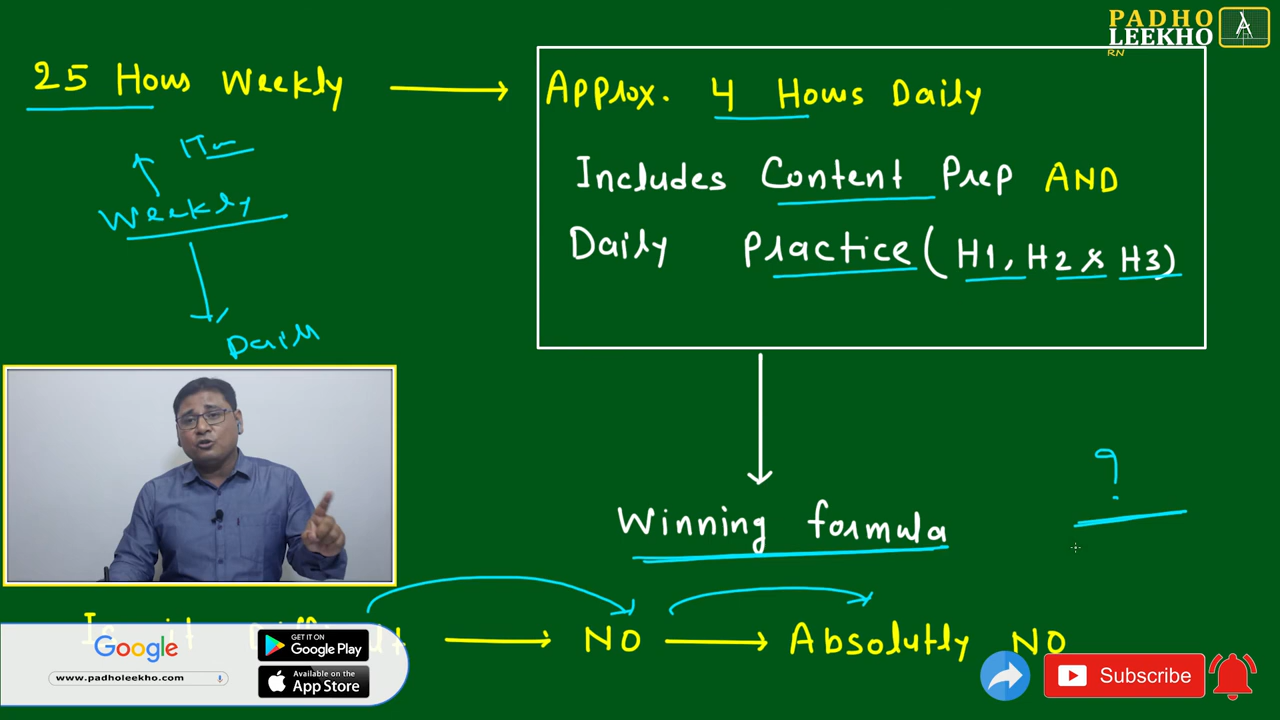 PADHO
LEEKHO
RN
25 Hours Weekly
Approx. 4 Hours Daily
Includes Content Prep AND
Daily Practice (H1, H2 & H3)
Weekly
Daily
Winning formula
?
NO
Absolutly NO
Google
www.padholeekho.com
GET IT ON
Google Play
Available on the
App Store
Subscribe